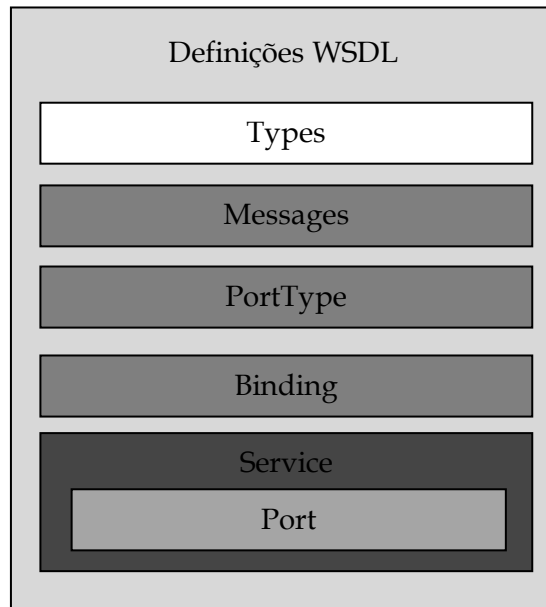 Definições WSDL
Types
Messages
PortType
Binding
Service
Port